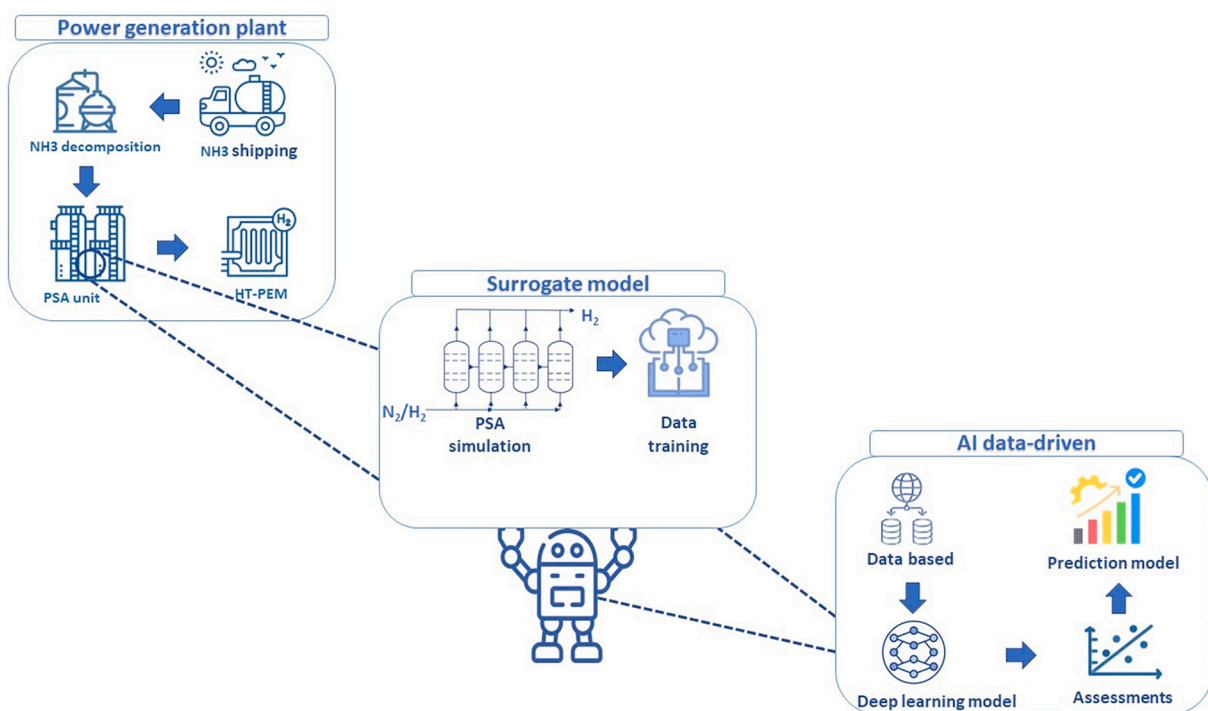 Power generation plant
NH3 decomposition
NH3 shipping
H2
PSA unit
HT-PEM
Surrogate model
H2
N2/H2
PSA
simulation
Data
training
AI data-driven
Data based
Prediction model
Deep learning model
Assessments